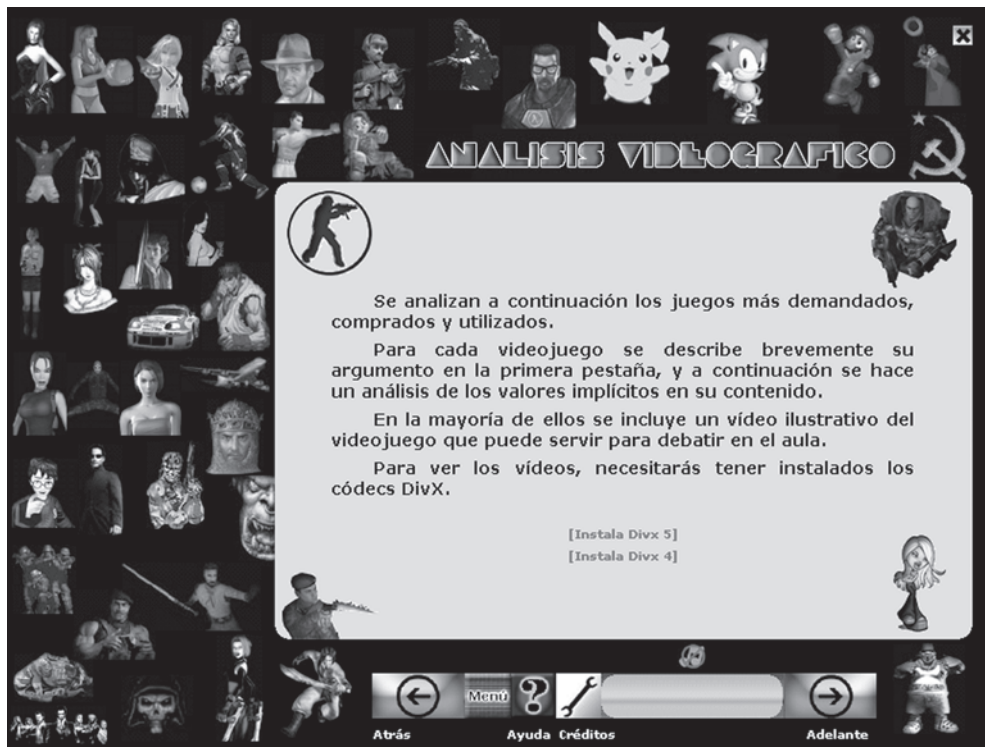 ANALISIS VIDEOGRAFICO
Se analizan a continuación los juegos más demandados,
comprados y utilizados.
Para cada videojuego se describe brevemente su
argumento en la primera pestaña, y a continuación se hace
un análisis de los valores implícitos en su contenido.
En la mayoría de ellos se incluye un vídeo ilustrativo del
videojuego que puede servir para debatir en el aula.
Para ver los vídeos, necesitarás tener instalados los
códecs DivX.
[Instala Divx 5]
[Instala Divx 4]
Menú
?
Atrás Ayuda Créditos Adelante